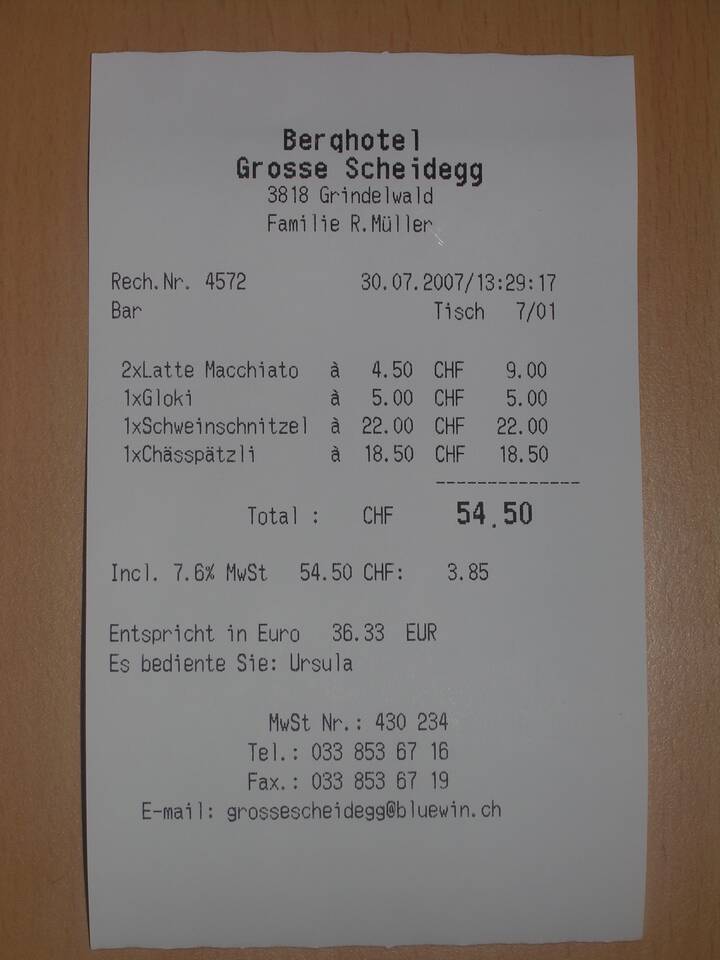 Berghotel
Grosse Scheidegg
3818 Grindelwald
Familie R.Müller
Rech.Nr. 4572 30.07.2007/13:29:17
Bar Tisch 7/01
2xLatte Macchiato à 4.50 CHF 9.00
1xGloki à 5.00 CHF 5.00
1xSchweinschnitzel à 22.00 CHF 22.00
1xChässpätzli à 18.50 CHF 18.50
--------------
Total : CHF 54.50
Incl. 7.6% MwSt 54.50 CHF: 3.85
Entspricht in Euro 36.33 EUR
Es bediente Sie: Ursula
MwSt Nr.: 430 234
Tel.: 033 853 67 16
Fax.: 033 853 67 19
E-mail: grossescheidegg@bluewin.ch